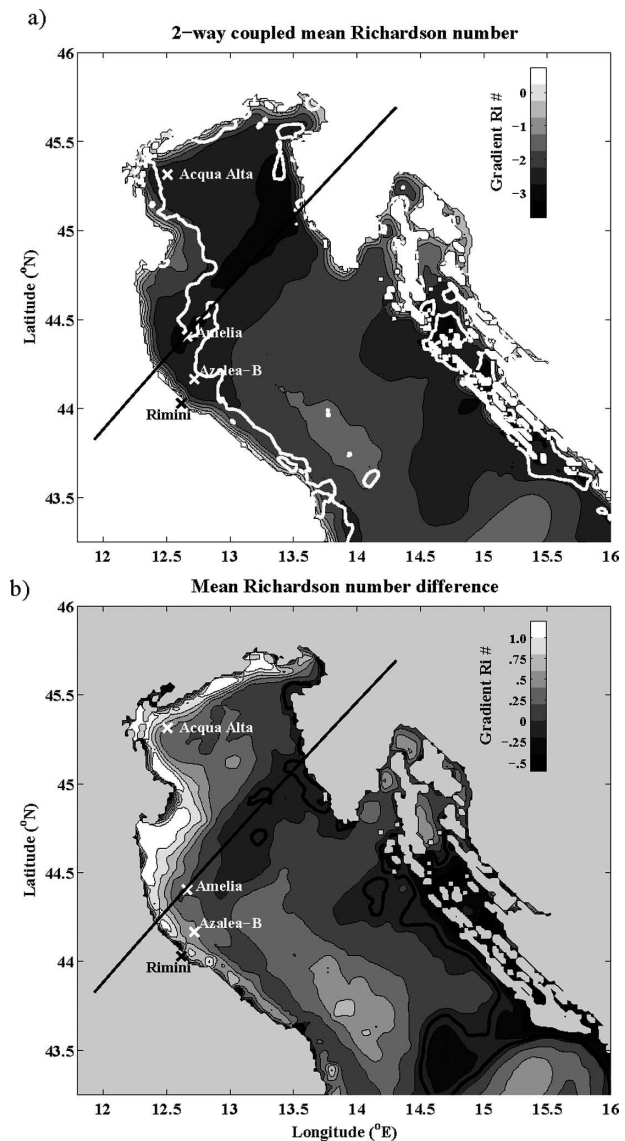 a)
2-way coupled mean Richardson number
46
45.5
45
44.5
44
43.5
Latitude (°N)
Gradient Ri #
0
-1
-2
-3
Acqua Alta
Amelia
Azalea-B
Rimini
12
12.5
13
13.5
14
14.5
15
15.5
16
b)
Mean Richardson number difference
46
45.5
45
44.5
44
43.5
Latitude (°N)
Gradient Ri #
1.0
.75
.5
.25
0
-.25
-.5
Acqua Alta
Amelia
Azalea-B
Rimini
12
12.5
13
13.5
14
14.5
15
15.5
16
Longitude (°E)